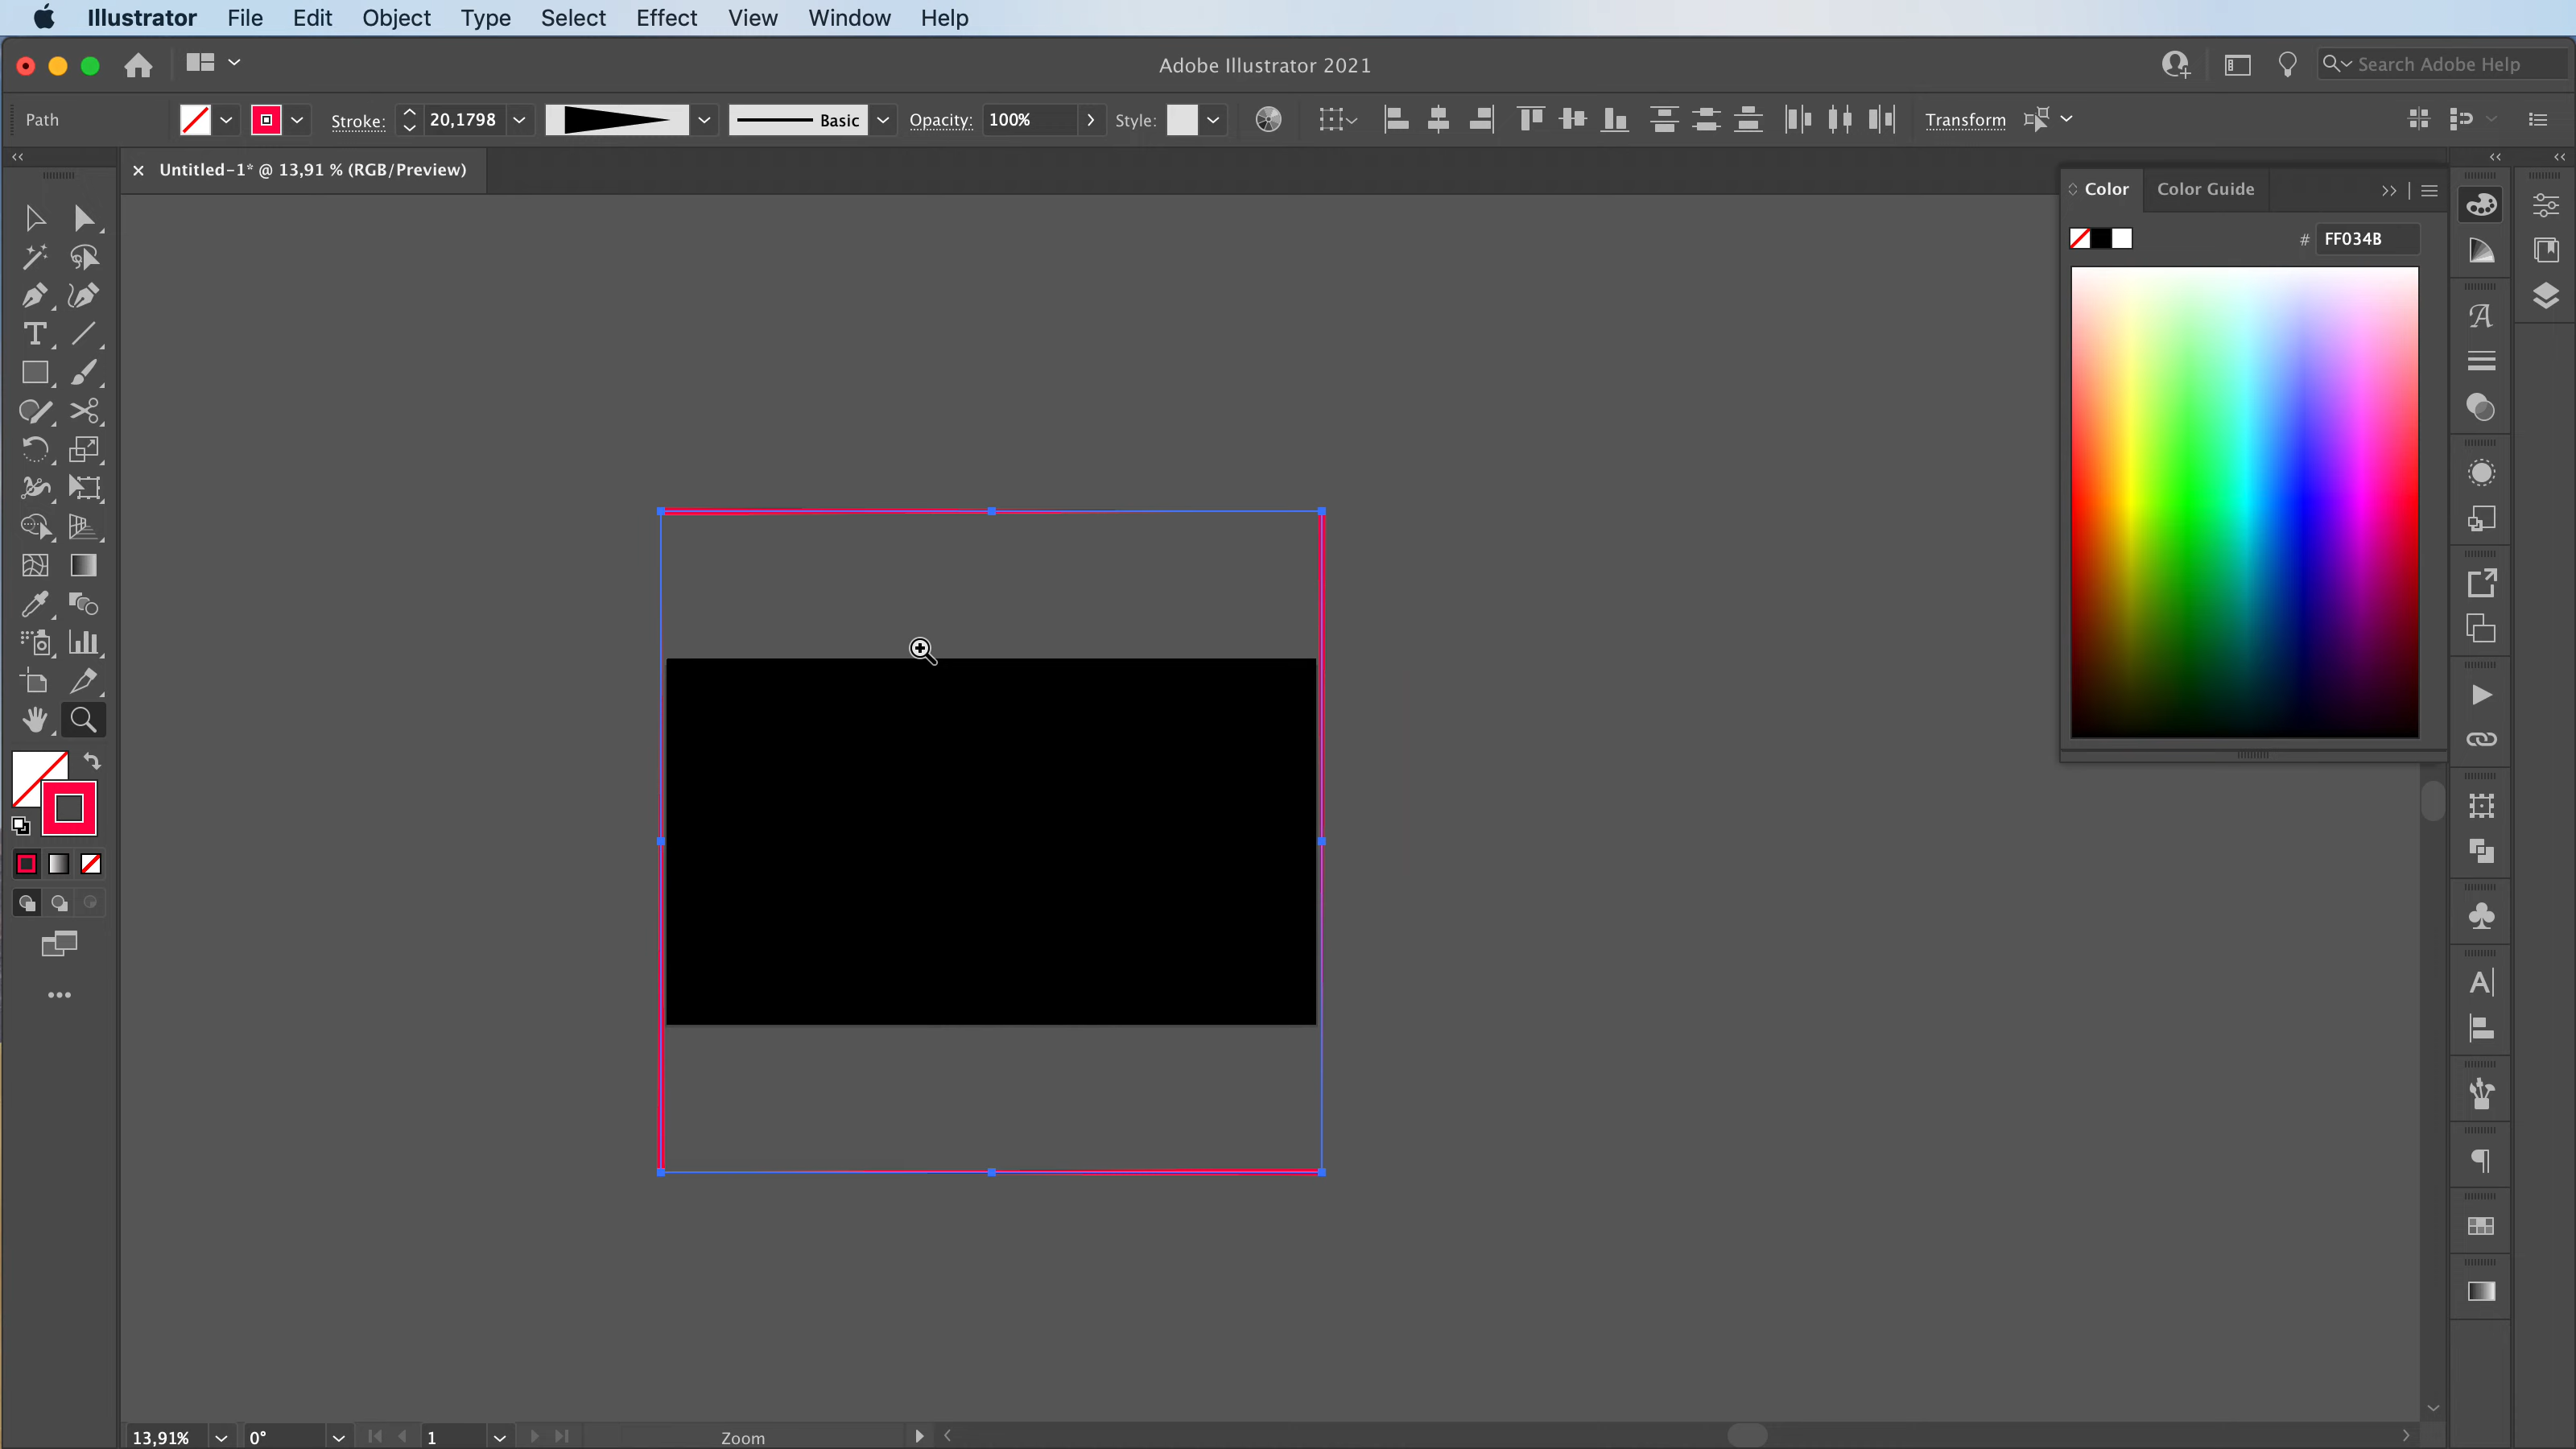 Illustrator File Edit Object Type Select Effect View Window Help
Adobe Illustrator 2021
Search Adobe Help
Path
Stroke: 20,1798 Basic Opacity: 100% Style: Transform
Untitled-1* @ 13,91 % (RGB/Preview)
Color Color Guide
# FF034B
13,91% 0° 1 Zoom